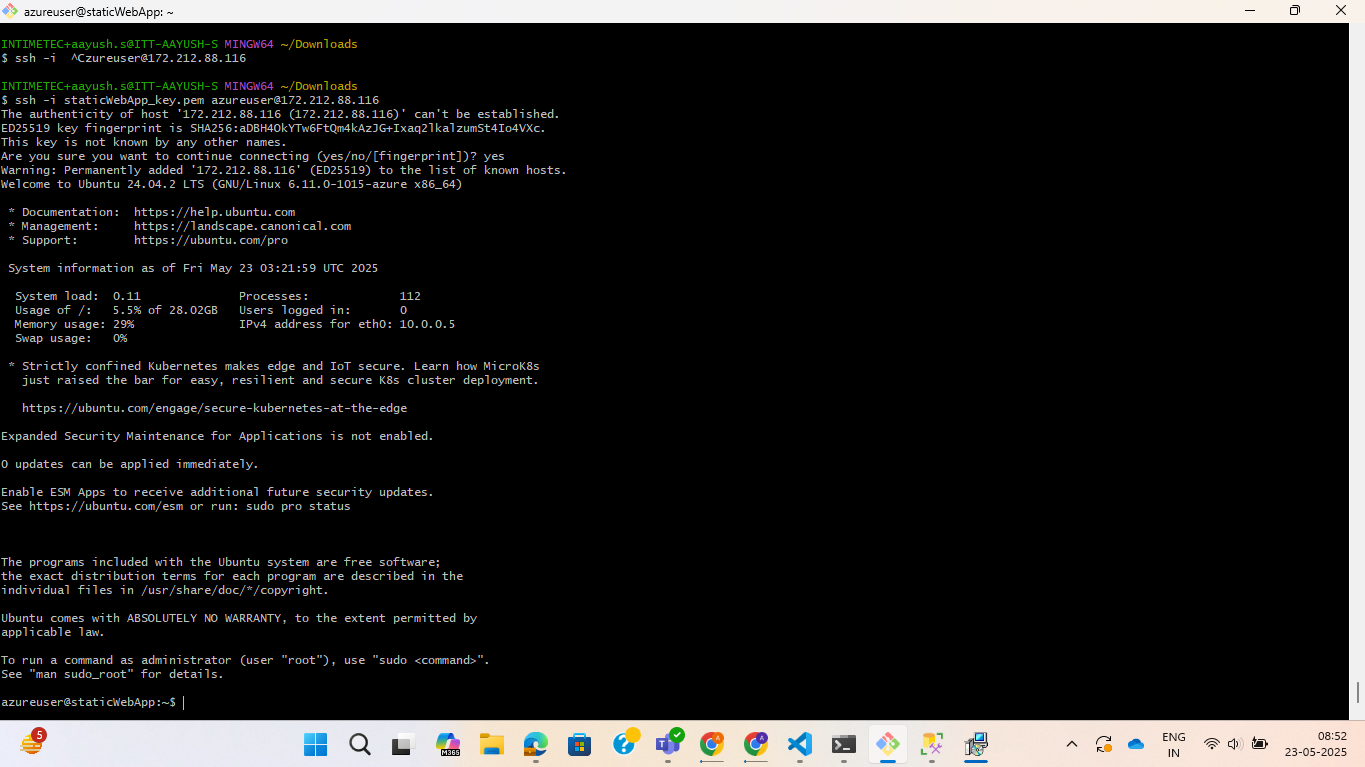 azureuser@staticWebApp: ~
INTIMETEC+aayush.s@ITT-AAYUSH-S MINGW64 ~/Downloads
$ ssh -i  ^Czureuser@172.212.88.116
INTIMETEC+aayush.s@ITT-AAYUSH-S MINGW64 ~/Downloads
$ ssh -i staticWebApp_key.pem azureuser@172.212.88.116
The authenticity of host '172.212.88.116 (172.212.88.116)' can't be established.
ED25519 key fingerprint is SHA256:aDBH4OkYTw6FtQm4kAzJG+Ixaq2lkalzumSt4Io4VXc.
This key is not known by any other names.
Are you sure you want to continue connecting (yes/no/[fingerprint])? yes
Warning: Permanently added '172.212.88.116' (ED25519) to the list of known hosts.
Welcome to Ubuntu 24.04.2 LTS (GNU/Linux 6.11.0-1015-azure x86_64)
* Documentation:  https://help.ubuntu.com
* Management:     https://landscape.canonical.com
* Support:        https://ubuntu.com/pro
System information as of Fri May 23 03:21:59 UTC 2025
System load:  0.11              Processes:             112
Usage of /:   5.5% of 28.02GB   Users logged in:       0
Memory usage: 29%               IPv4 address for eth0: 10.0.0.5
Swap usage:   0%
* Strictly confined Kubernetes makes edge and IoT secure. Learn how MicroK8s
just raised the bar for easy, resilient and secure K8s cluster deployment.
https://ubuntu.com/engage/secure-kubernetes-at-the-edge
Expanded Security Maintenance for Applications is not enabled.
0 updates can be applied immediately.
Enable ESM Apps to receive additional future security updates.
See https://ubuntu.com/esm or run: sudo pro status
The programs included with the Ubuntu system are free software;
the exact distribution terms for each program are described in the
individual files in /usr/share/doc/*/copyright.
Ubuntu comes with ABSOLUTELY NO WARRANTY, to the extent permitted by
applicable law.
To run a command as administrator (user "root"), use "sudo <command>".
See "man sudo_root" for details.
azureuser@staticWebApp:~$
5
M365
ENG
IN
08:52
23-05-2025